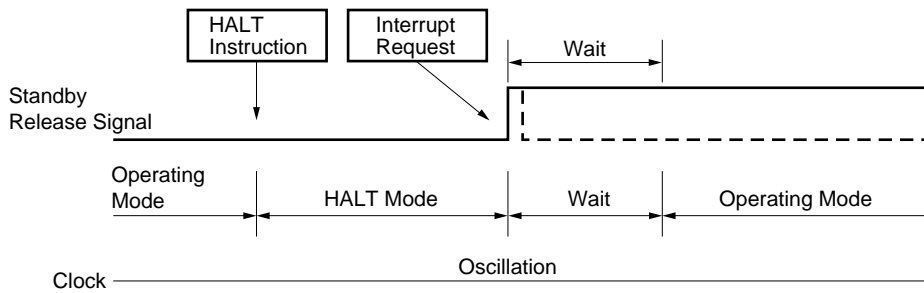 HALT
Instruction
Interrupt
Request
Wait
Standby
Release Signal
Operating
Mode
HALT Mode
Wait
Operating Mode
Clock
Oscillation